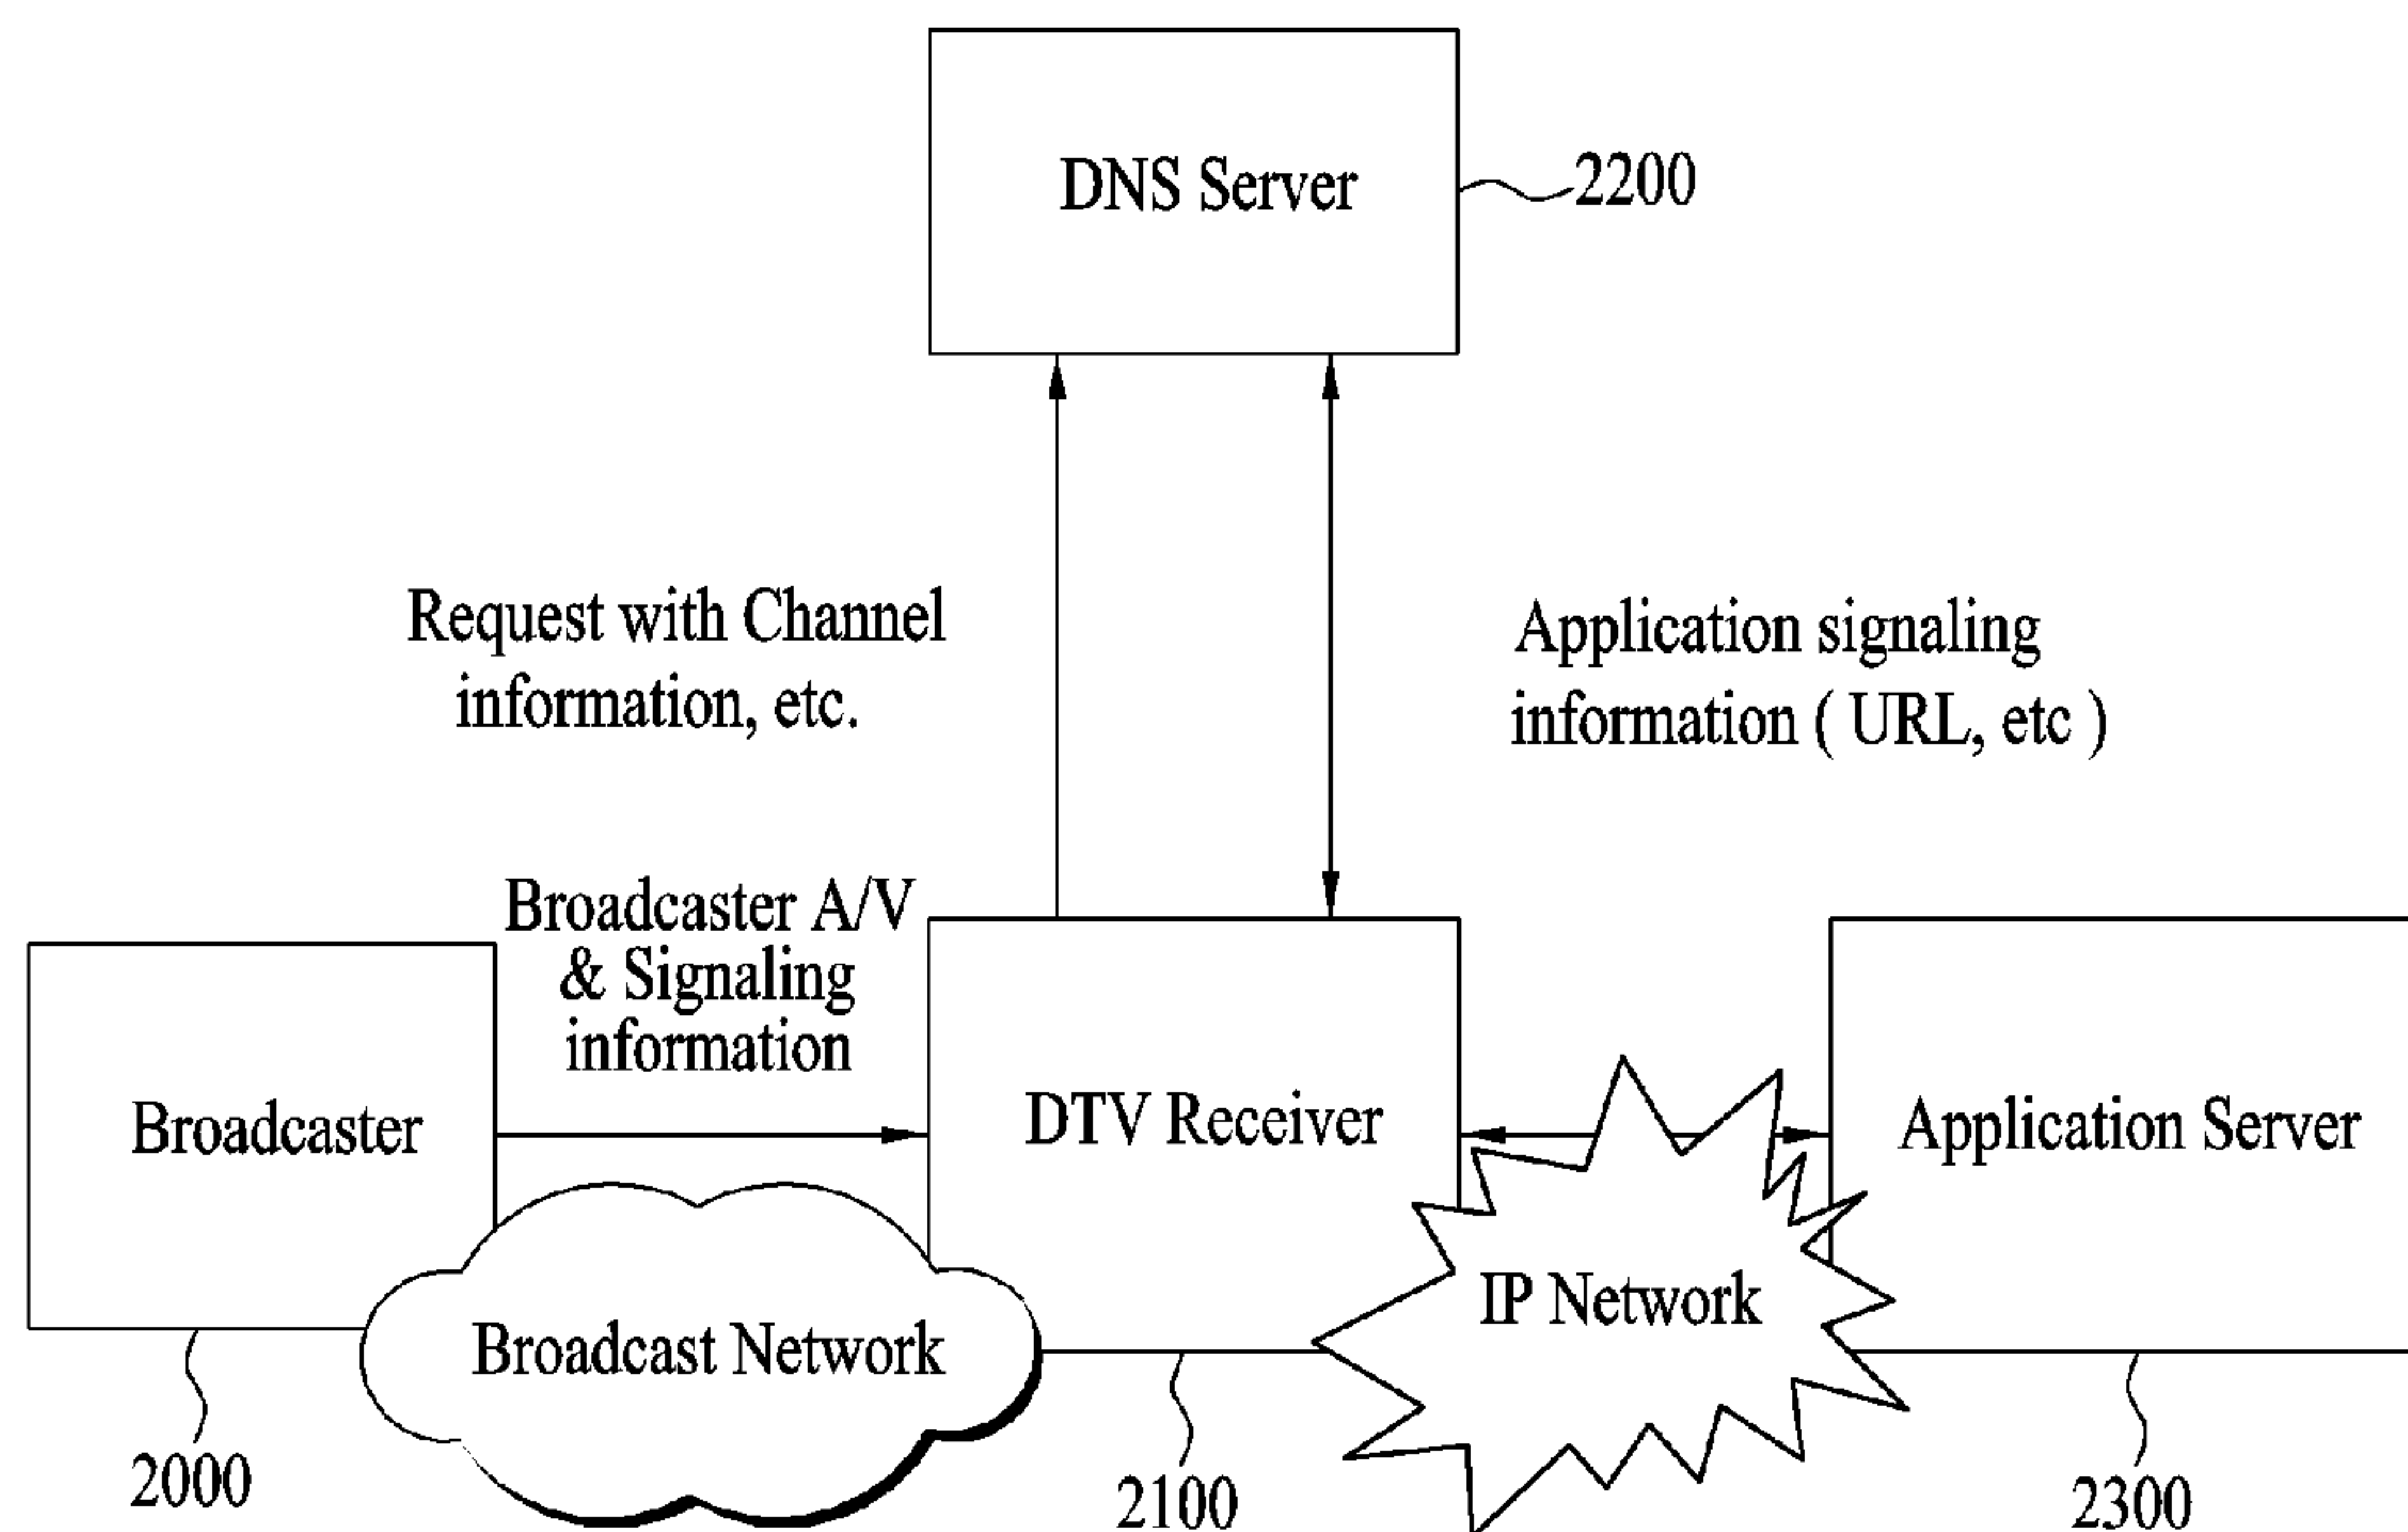 DNS Server
2200
Request with Channel
information, etc.
Application signaling
information ( URL, etc )
Broadcaster A/V
& Signaling
information
Broadcaster
DTV Receiver
Application Server
Broadcast Network
IP Network
2000
2100
2300